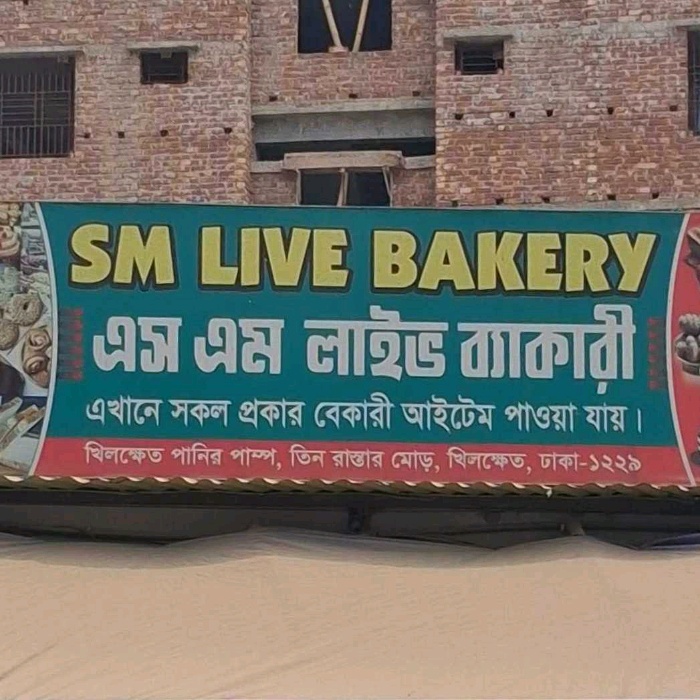 SM LIVE BAKERY
এস এম লাইভ ব্যাকারী
এখানে সকল প্রকার বেকারী আইটেম পাওয়া যায়।
খিলক্ষেত পানির পাম্প, তিন রাস্তার মোড়, খিলক্ষেত, ঢাকা-১২২৯